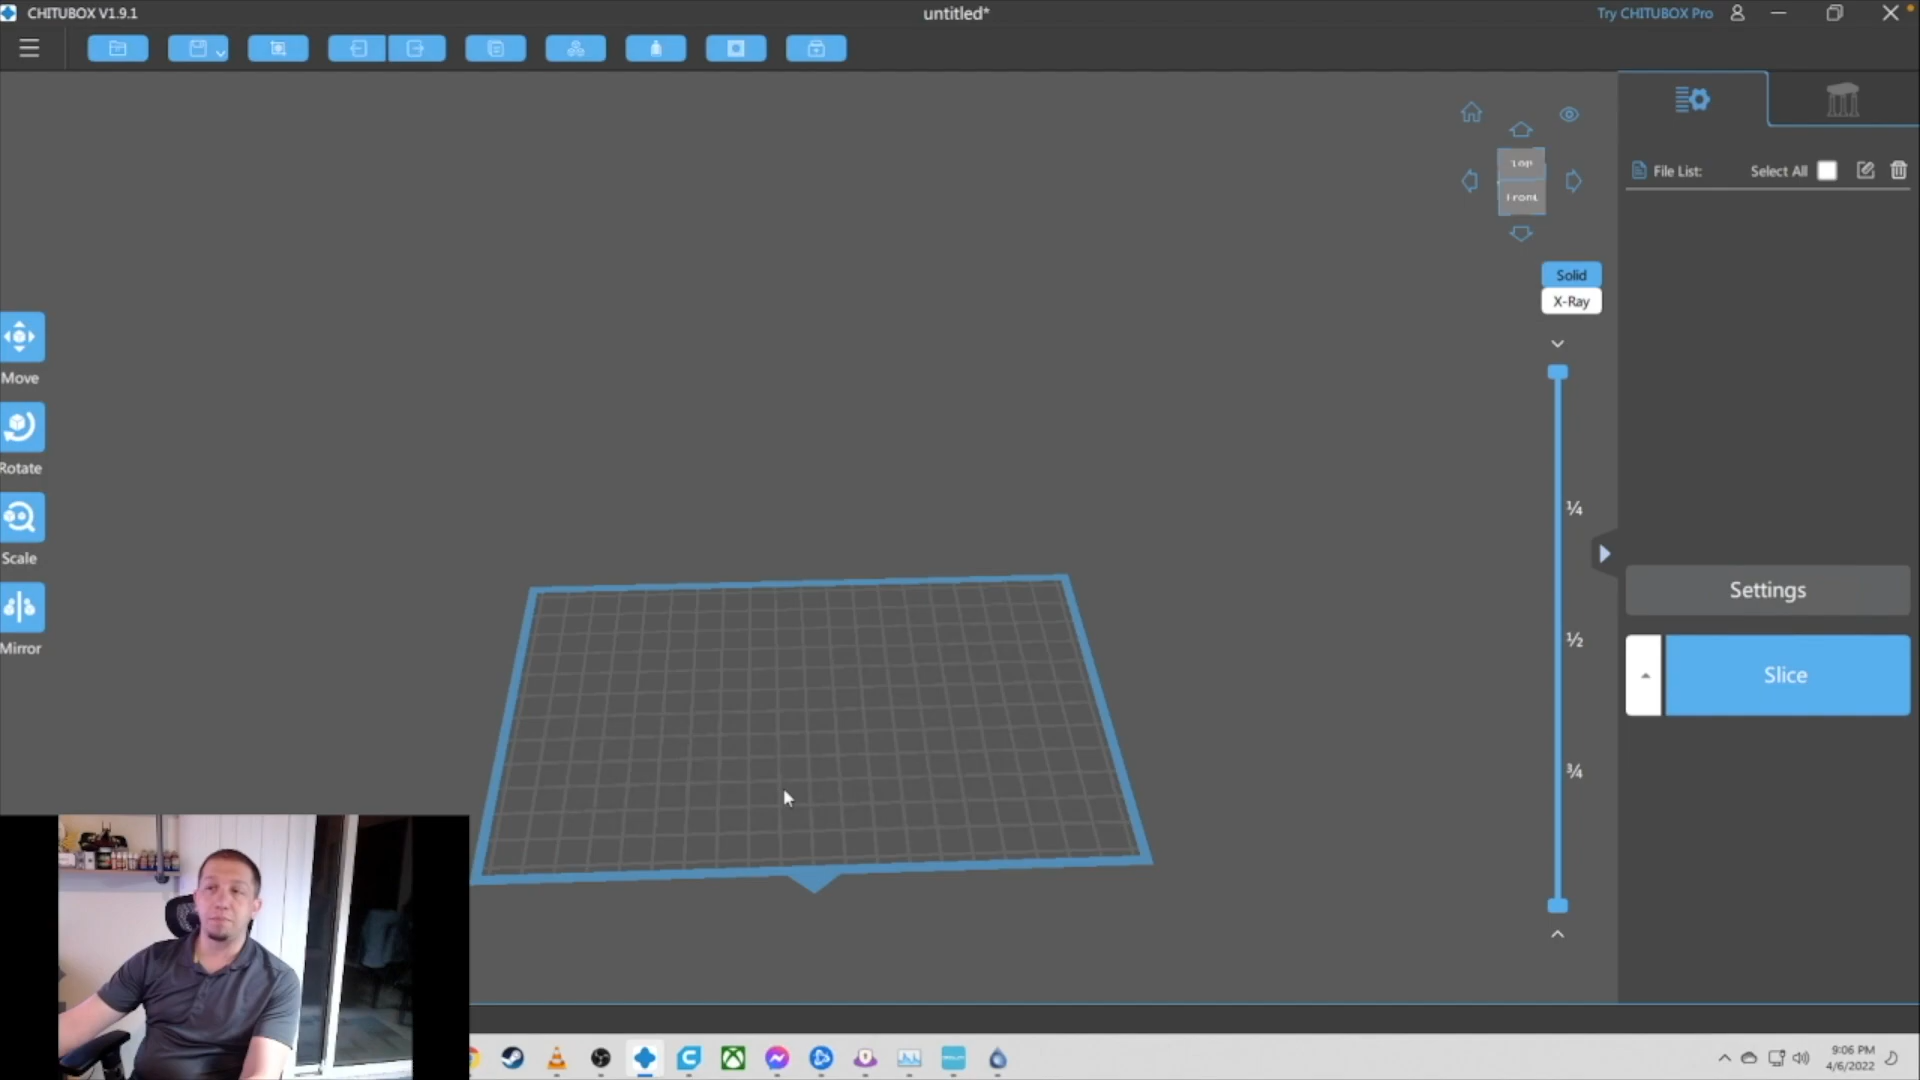 CHITUBOX V1.9.1
untitled*
Try CHITUBOX Pro
Top
Front
File List:
Select All
Solid
X-Ray
Move
Rotate
Scale
Mirror
¼
½
¾
Settings
Slice
9:06 PM
4/6/2022